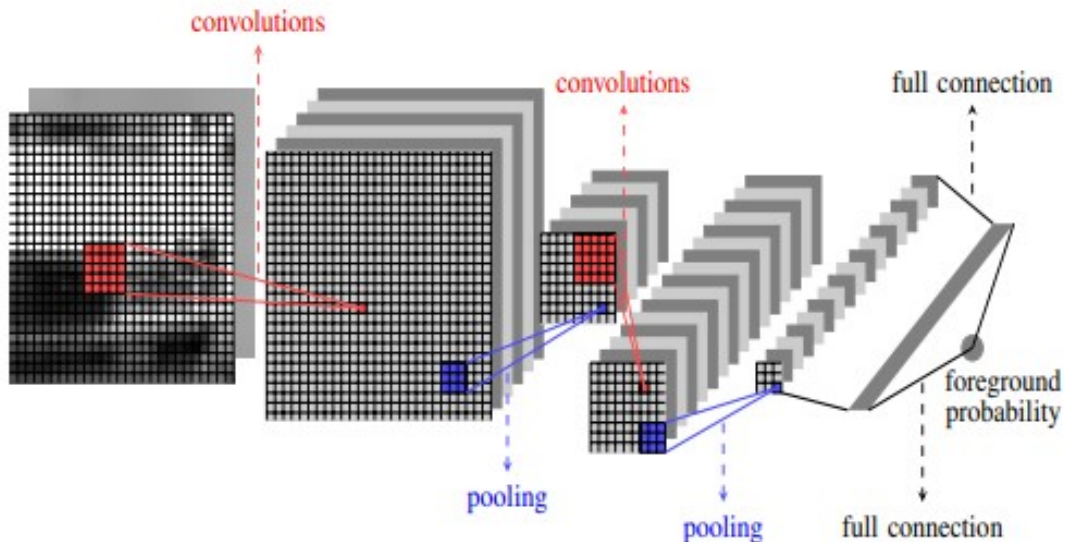 convolutions
convolutions
full connection
foreground
probability
pooling
pooling
full connection